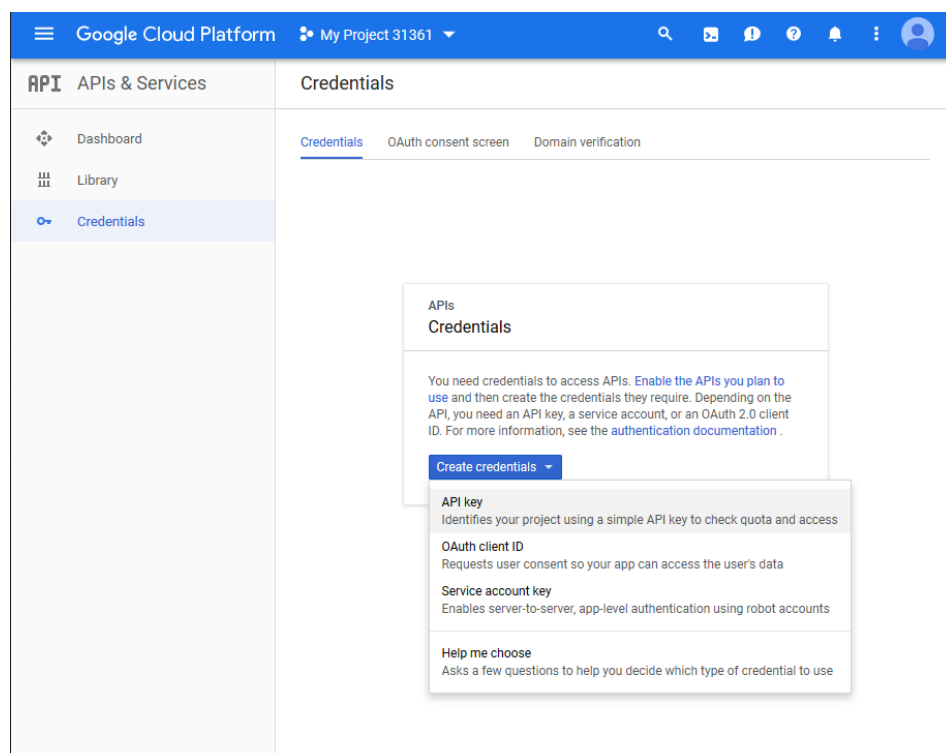 Google Cloud Platform
My Project 31361
API APIs & Services
Credentials
Dashboard
Library
Credentials
Credentials OAuth consent screen Domain verification
APIs
Credentials
You need credentials to access APIs. Enable the APIs you plan to
use and then create the credentials they require. Depending on the
API, you need an API key, a service account, or an OAuth 2.0 client
ID. For more information, see the authentication documentation .
Create credentials
API key
Identifies your project using a simple API key to check quota and access
OAuth client ID
Requests user consent so your app can access the user's data
Service account key
Enables server-to-server, app-level authentication using robot accounts
Help me choose
Asks a few questions to help you decide which type of credential to use